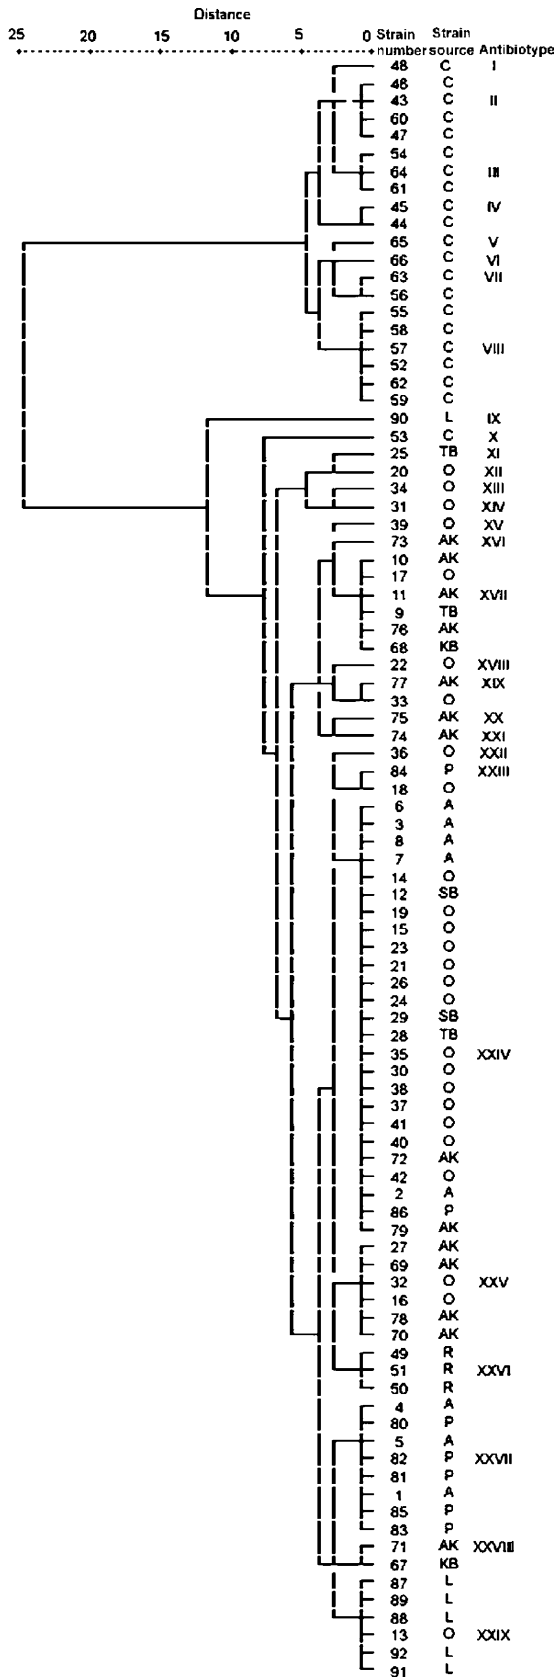 Distance
25 20 15 10 5 0 Strain Strain
number source Antibiotype
48 C I
46 C
43 C II
60 C
47 C
54 C
64 C III
61 C
45 C IV
44 C
65 C V
66 C VI
63 C VII
56 C
55 C
58 C
57 C VIII
52 C
62 C
59 C
90 L IX
53 C X
25 TB XI
20 O XII
34 O XIII
31 O XIV
39 O XV
73 AK XVI
10 AK
17 O
11 AK XVII
9 TB
76 AK
68 KB
22 O XVIII
77 AK XIX
33 O
75 AK XX
74 AK XXI
36 O XXII
84 P XXIII
18 O
6 A
3 A
8 A
7 A
14 O
12 SB
19 O
15 O
23 O
21 O
26 O
24 O
29 SB
28 TB
35 O XXIV
30 O
38 O
37 O
41 O
40 O
72 AK
42 O
2 A
86 P
79 AK
27 AK
69 AK
32 O XXV
16 O
78 AK
70 AK
49 R
51 R XXVI
50 R
4 A
80 P
5 A
82 P XXVII
81 P
1 A
85 P
83 P
71 AK XXVIII
67 KB
87 L
89 L
88 L
13 O XXIX
92 L
91 L